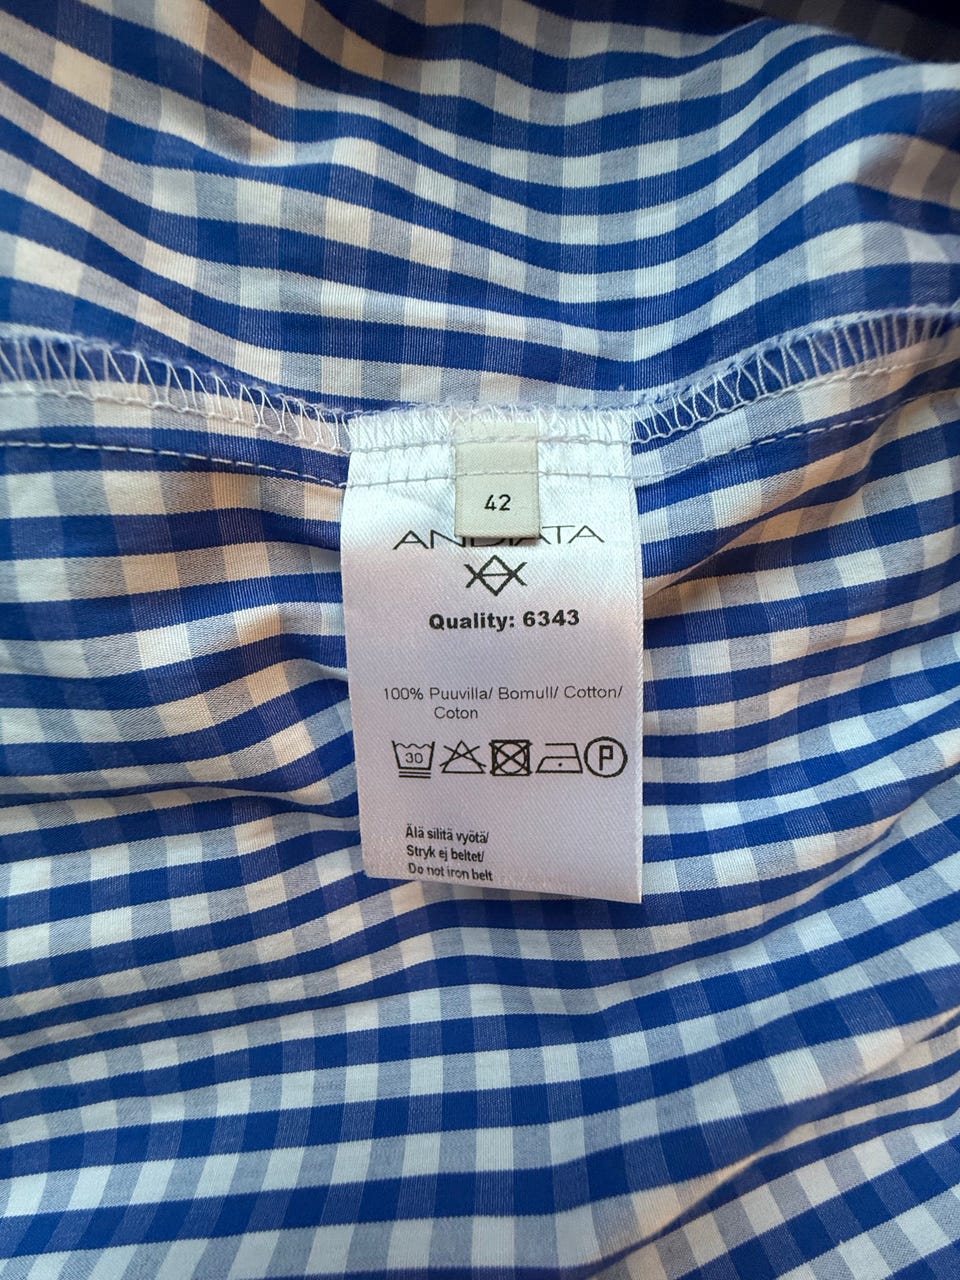 42
ANDIATA
Quality: 6343
100% Puuvilla/ Bomull/ Cotton/
Coton
30
P
Älä silitä vyötä/
Stryk ej beltet/
Do not iron belt